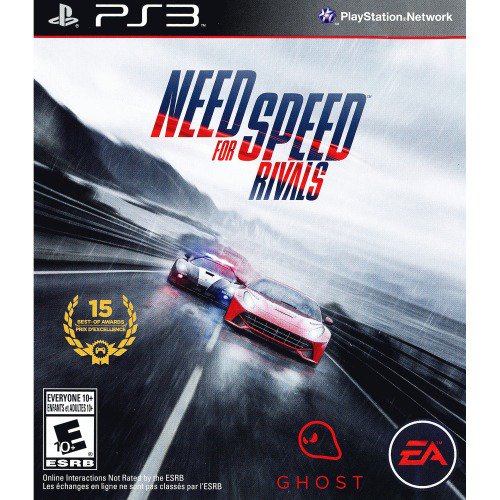 PS3
PlayStation®Network
NEED
FOR SPEED™
RIVALS
15
BEST-OF AWARDS
PRIX D'EXCELLENCE
EVERYONE 10+
ENFANTS et ADULTES 10+
E
10+
ESRB
GHOST
EA
Online Interactions Not Rated by the ESRB
Les échanges en ligne ne sont pas classés par l'ESRB